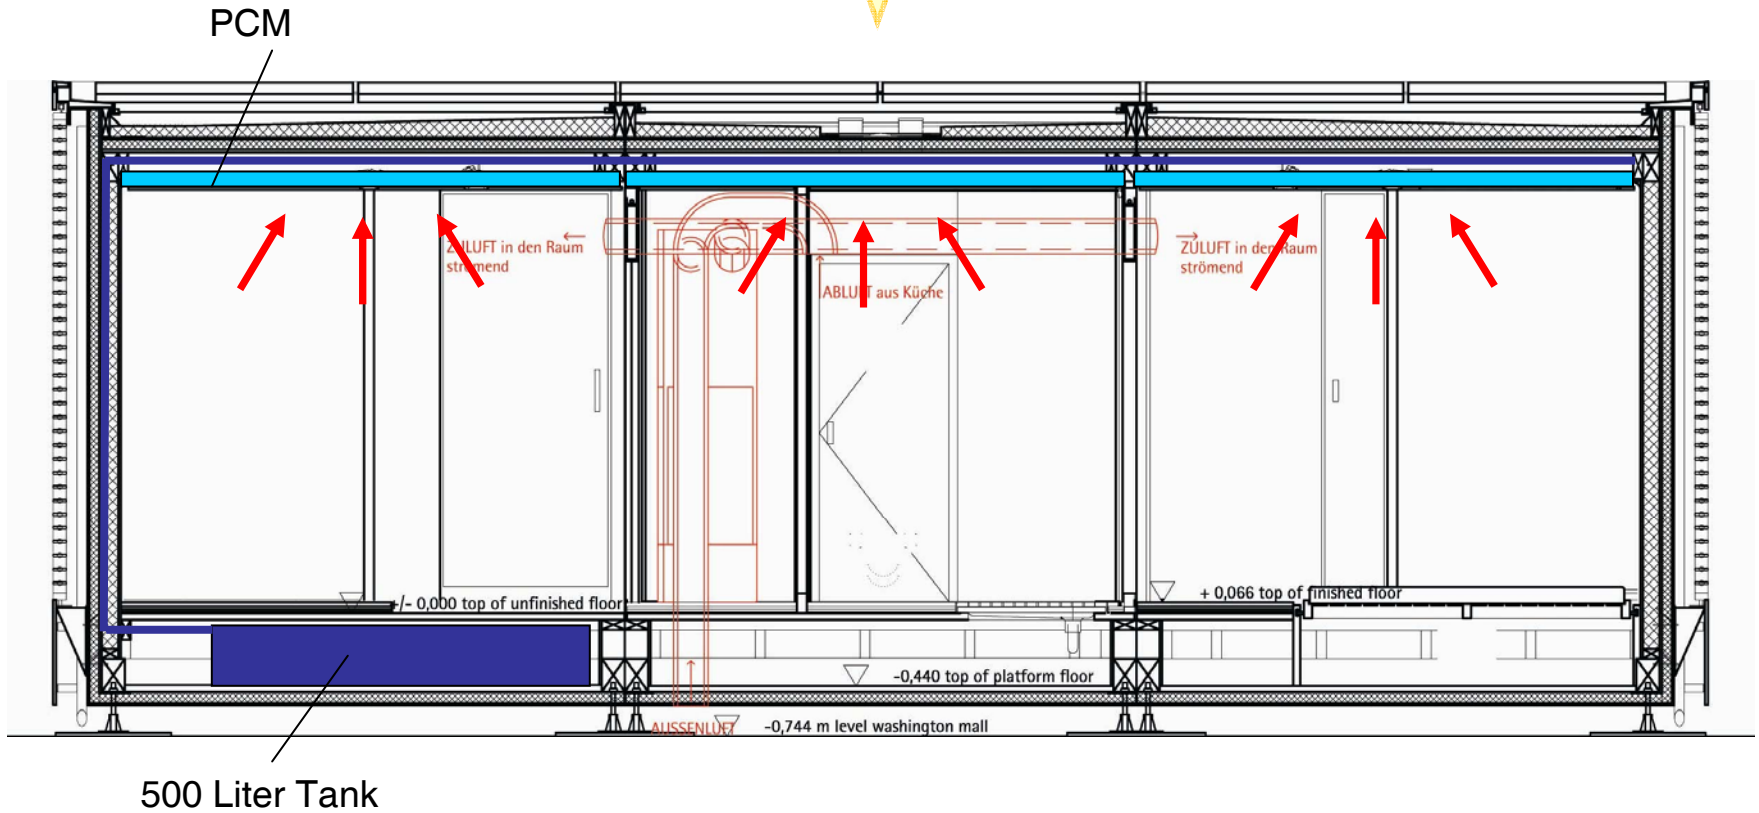 PCM
ZULUFT in den Raum
strömend
ZULUFT in den Raum
strömend
ABLUFT aus Küche
+/- 0,000 top of unfinished floor
+ 0,066 top of finished floor
-0,440 top of platform floor
AUSSENLUFT
-0,744 m level washington mall
500 Liter Tank